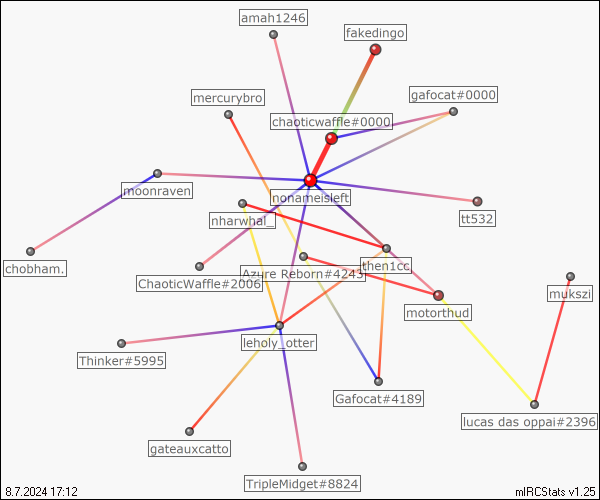 amah1246
fakedingo
mercurybro
gafocat#0000
chaoticwaffle#0000
moonraven
nonameisleft
nharwhal_
tt532
chobham.
ChaoticWaffle#2006
Azure Reborn#4243
then1cc
mukszi
motorthud
leholy_otter
Thinker#5995
Gafocat#4189
lucas das oppai#2396
gateauxcatto
TripleMidget#8824
8.7.2024 17:12
mIRCStats v1.25